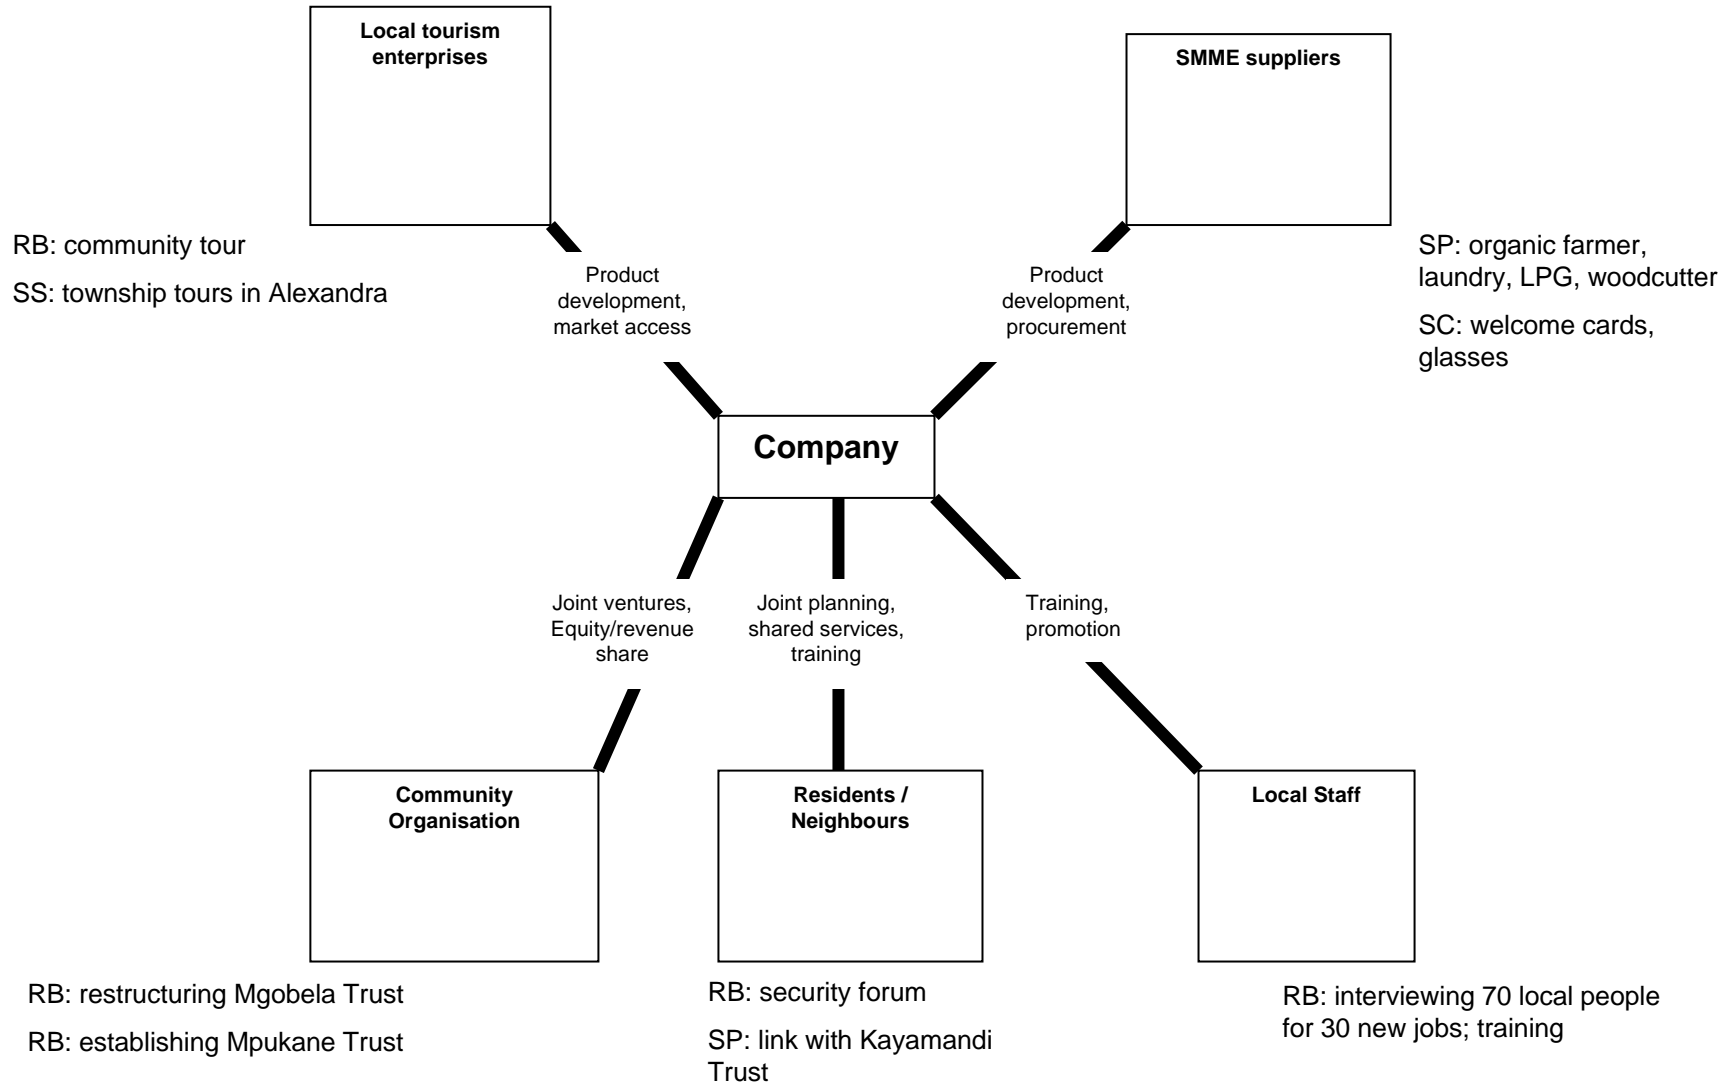 Local tourism
enterprises
SMME suppliers
RB: community tour
SS: township tours in Alexandra
Product
development,
market access
Product
development,
procurement
SP: organic farmer,
laundry, LPG, woodcutter
SC: welcome cards,
glasses
Company
Joint ventures,
Equity/revenue
share
Joint planning,
shared services,
training
Training,
promotion
Community
Organisation
Residents /
Neighbours
Local Staff
RB: restructuring Mgobela Trust
RB: establishing Mpukane Trust
RB: security forum
SP: link with Kayamandi
Trust
RB: interviewing 70 local people
for 30 new jobs; training